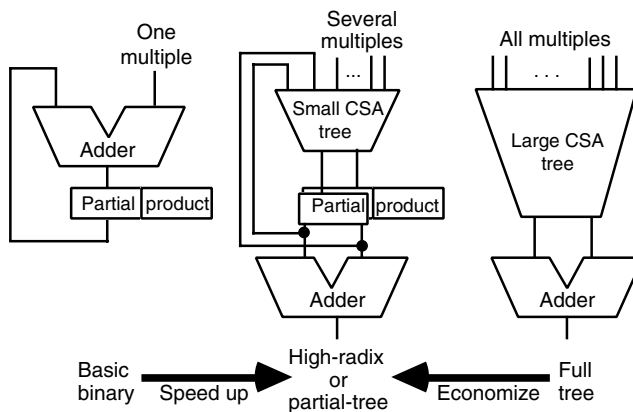 One
multiple
Adder
Partial
product
Several
multiples
...
Small CSA
tree
Partial
product
Adder
All multiples
. . .
Large CSA
tree
Adder
Basic
binary
Speed up
High-radix
or
partial-tree
Economize
Full
tree